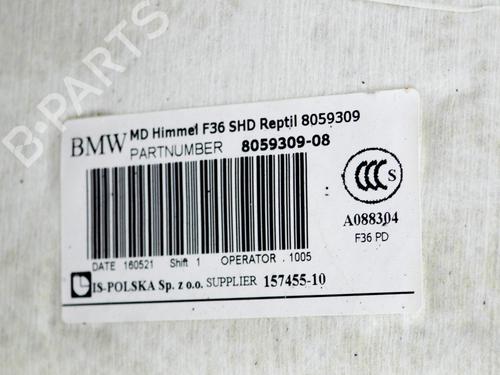 B-PARTS
BMW MD Himmel F36 SHD Reptil 8059309
PARTNUMBER 8059309-08
CCC S
A088304
F36 PD
DATE 160521 Shift 1 OPERATOR . 1005
IS-POLSKA Sp. z o.o. SUPPLIER 157455-10